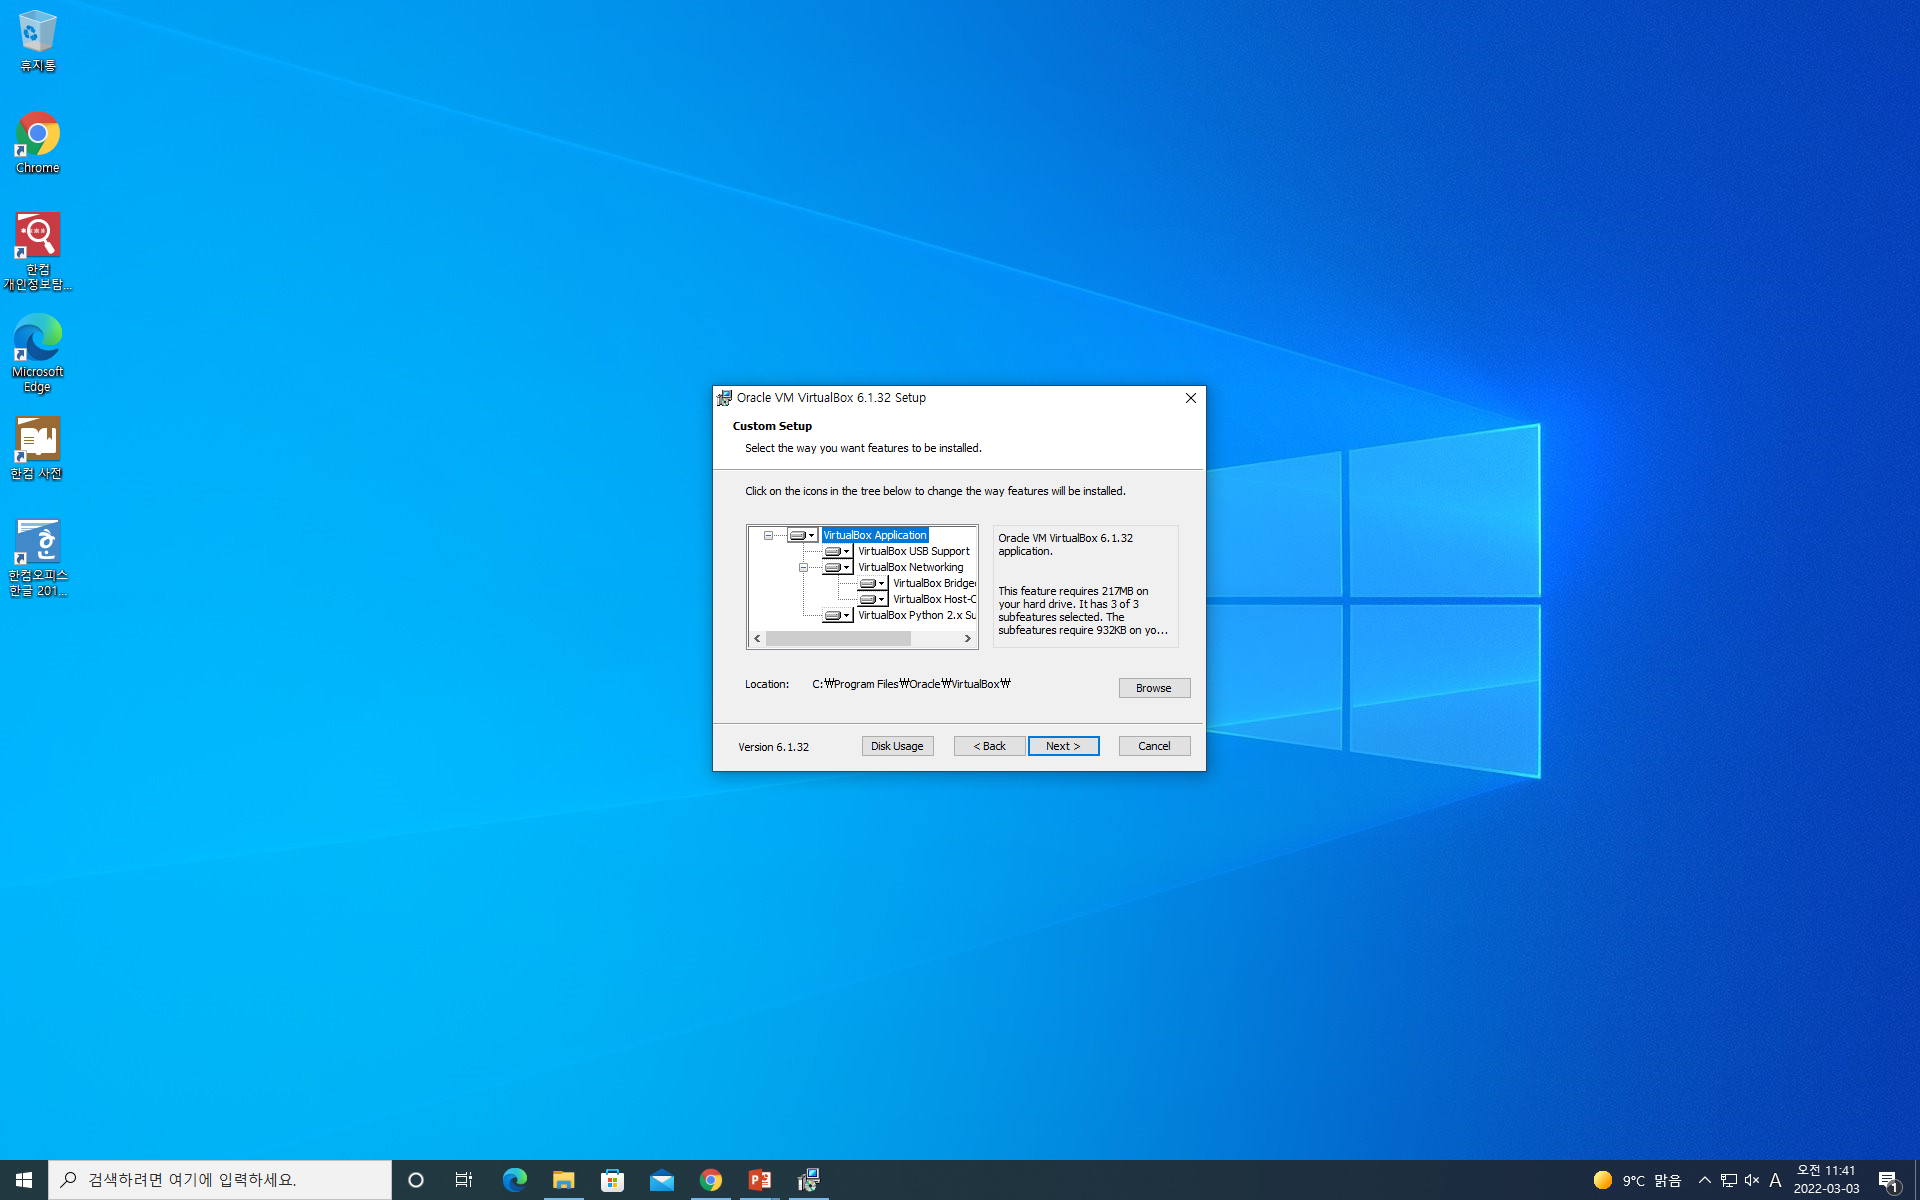 휴지통
Chrome
한컴
개인정보탐...
Microsoft
Edge
한컴 사전
한컴오피스
한글 201...
Oracle VM VirtualBox 6.1.32 Setup
Custom Setup
Select the way you want features to be installed.
Click on the icons in the tree below to change the way features will be installed.
VirtualBox Application
VirtualBox USB Support
VirtualBox Networking
VirtualBox Bridged
VirtualBox Host-O
VirtualBox Python 2.x Su
Oracle VM VirtualBox 6.1.32
application.
This feature requires 217MB on
your hard drive. It has 3 of 3
subfeatures selected. The
subfeatures require 932KB on yo...
Location: C:₩Program Files₩Oracle₩VirtualBox₩
Browse
Version 6.1.32
Disk Usage
< Back
Next >
Cancel
검색하려면 여기에 입력하세요.
9°C 맑음
A
오전 11:41
2022-03-03
1